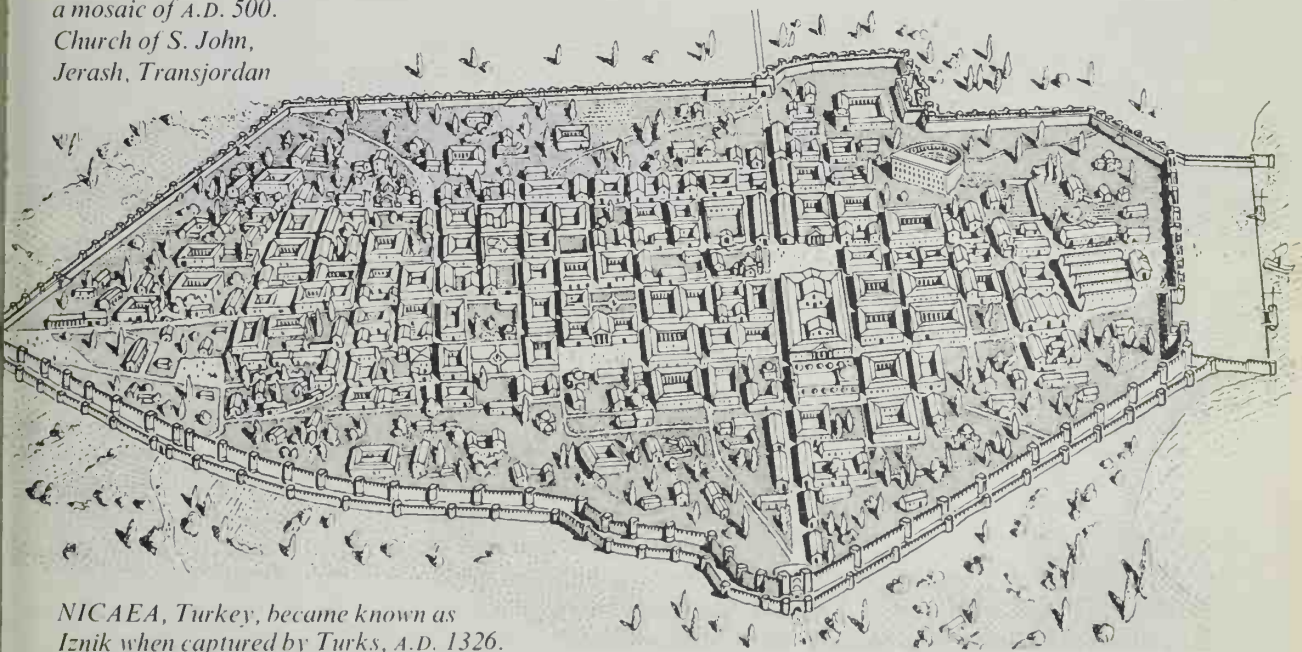 a mosaic of A.D. 500.
Church of S. John,
Jerash, Transjordan
NICAEA, Turkey, became known as
Iznik when captured by Turks, A.D. 1326.